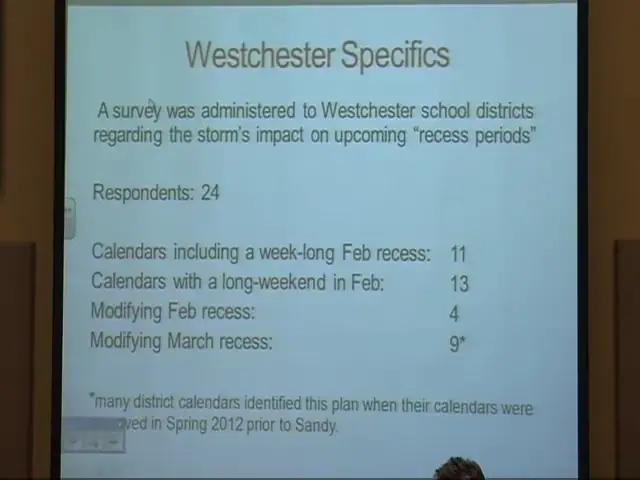 Westchester Specifics
A survey was administered to Westchester school districts
regarding the storm's impact on upcoming "recess periods"
Respondents: 24
Calendars including a week-long Feb recess: 11
Calendars with a long-weekend in Feb: 13
Modifying Feb recess: 4
Modifying March recess: 9*
*many district calendars identified this plan when their calendars were
in Spring 2012 prior to Sandy.